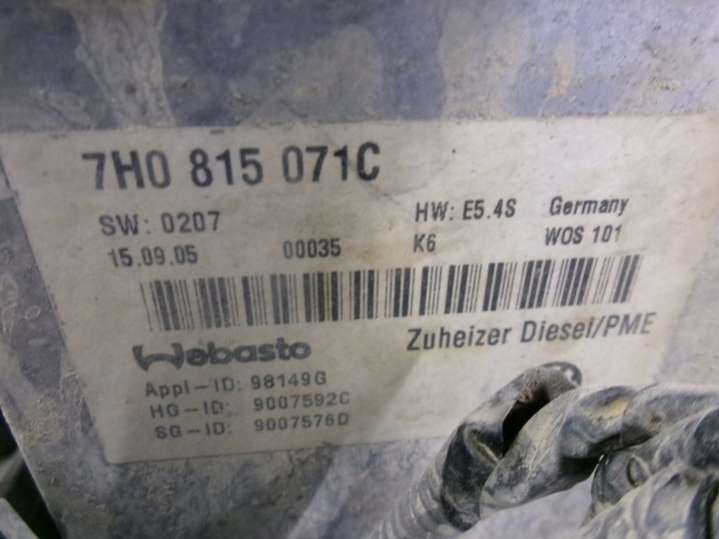 7H0 815 071C
SW: 0207 HW: E5.4S Germany
15.09.05 00035 K6 WOS 101
Webasto Zuheizer Diesel/PME
Appl-ID: 98149G
HG-ID: 9007592C
SG-ID: 9007576D